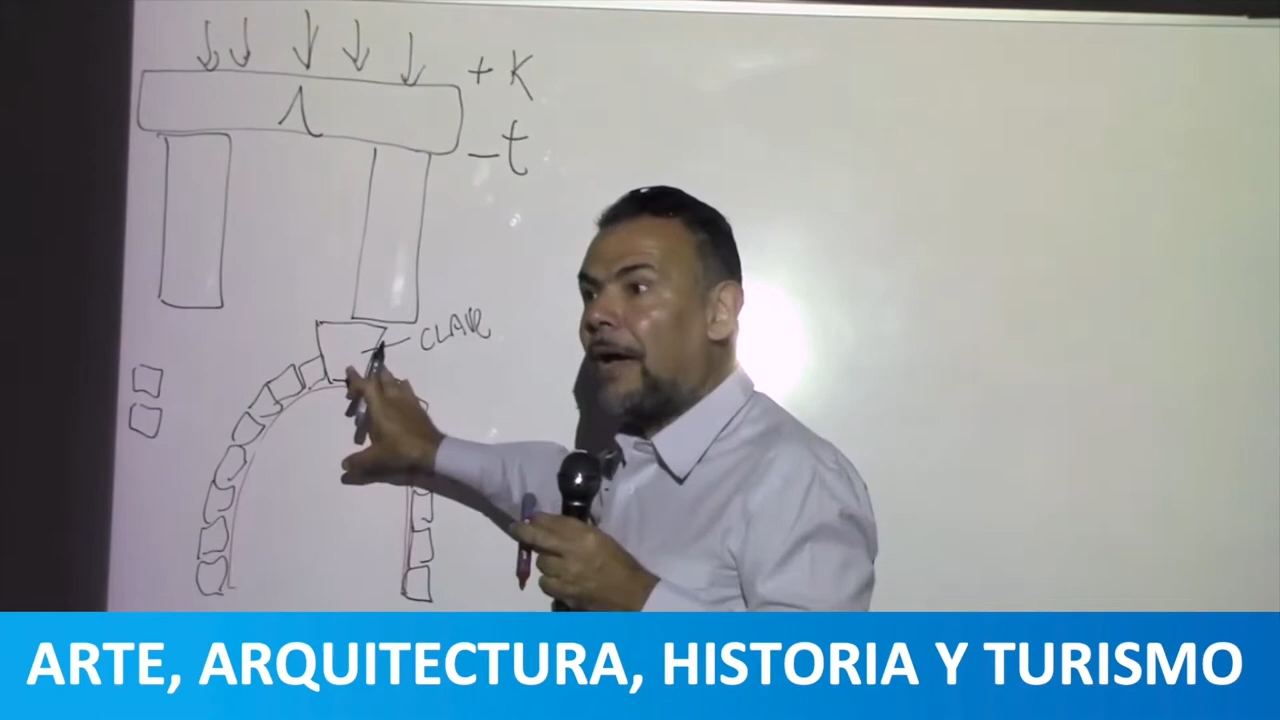 + K
- t
CLAVE
ARTE, ARQUITECTURA, HISTORIA Y TURISMO